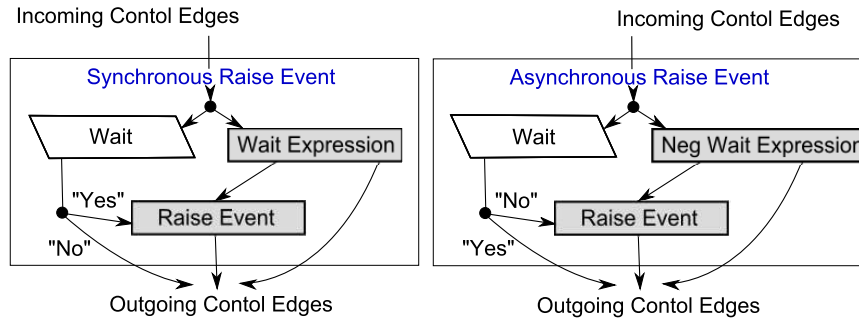 Incoming Contol Edges
Synchronous Raise Event
Wait
Wait Expression
"Yes"
Raise Event
"No"
Outgoing Contol Edges
Incoming Contol Edges
Asynchronous Raise Event
Wait
Neg Wait Expression
"No"
Raise Event
"Yes"
Outgoing Contol Edges